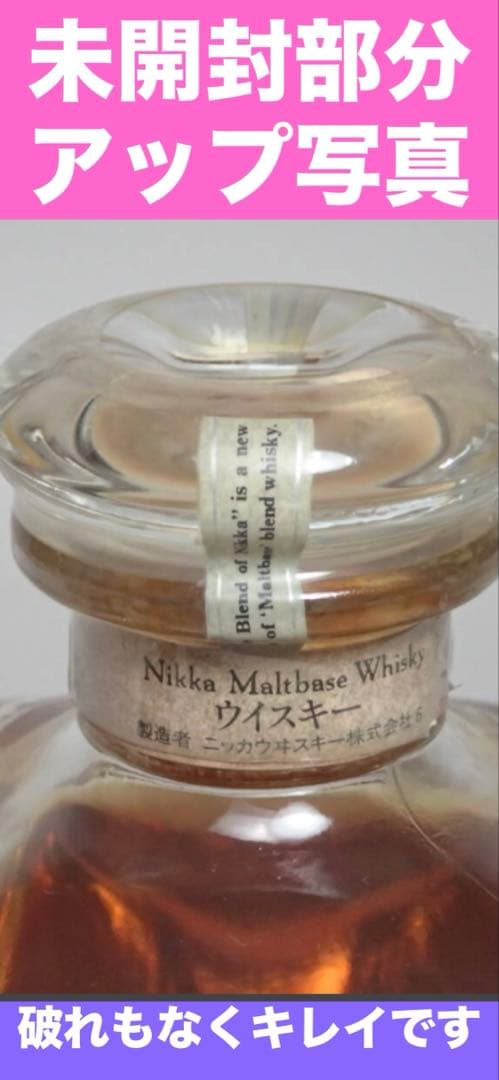 未開封部分
アップ写真
Blend of Nikka" is a new
of 'Maltbase' blend whisky.
Nikka Maltbase Whisky
ウイスキー
製造者 ニッカウヰスキー株式会社 6
破れもなくキレイです